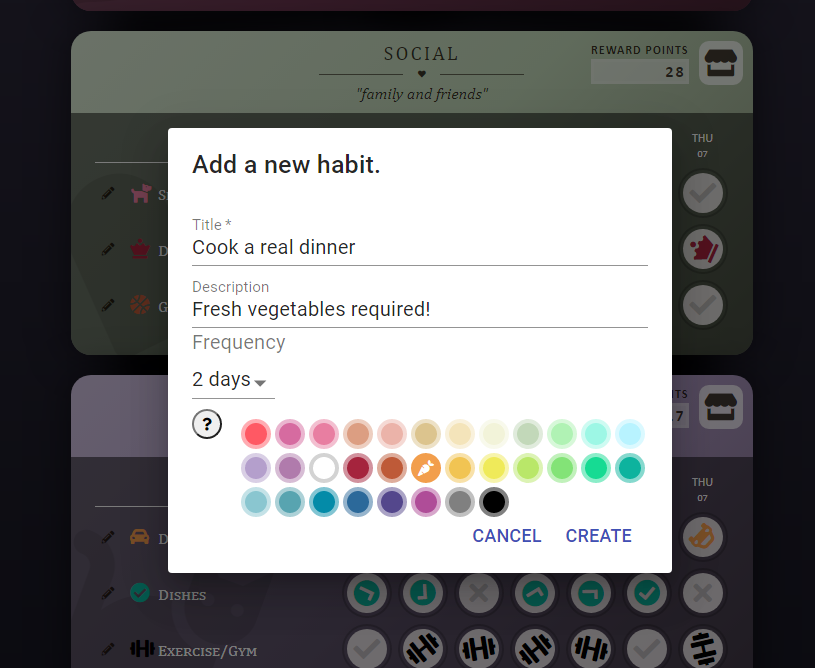 SOCIAL
REWARD POINTS
28
"family and friends"
THU
07
Add a new habit.
Title *
Cook a real dinner
Description
Fresh vegetables required!
Frequency
2 days
?
CANCEL
CREATE
THU
07
Dishes
Exercise/Gym